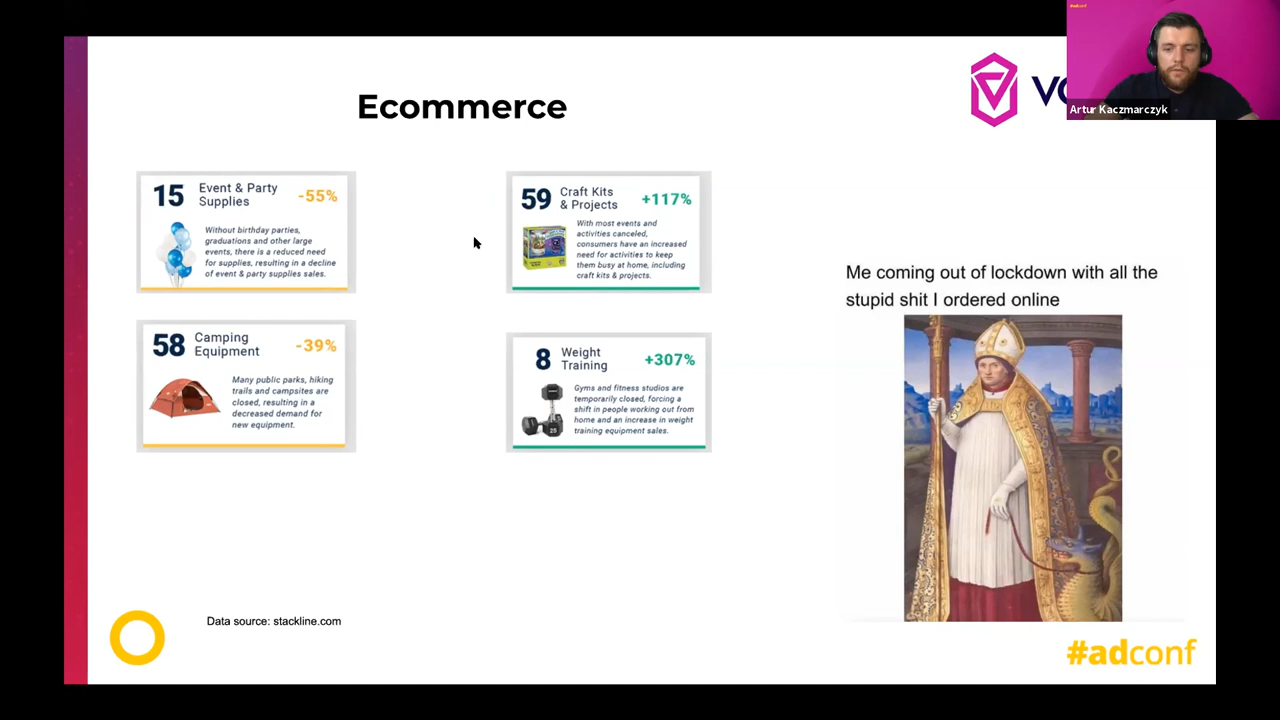 #adconf
Artur Kaczmarczyk
Ecommerce
15
Event & Party
Supplies
-55%
Without birthday parties,
graduations and other large
events, there is a reduced need
for supplies, resulting in a decline
of event & party supplies sales.
59
Craft Kits
& Projects
+117%
With most events and
activities canceled,
consumers have an increased
need for activities to keep
them busy at home, including
craft kits & projects.
58
Camping
Equipment
-39%
Many public parks, hiking
trails and campsites are
closed, resulting in a
decreased demand for
new equipment.
8
Weight
Training
+307%
Gyms and fitness studios are
temporarily closed, forcing a
shift in people working out from
home and an increase in weight
training equipment sales.
25
Me coming out of lockdown with all the
stupid shit I ordered online
Data source: stackline.com
#adconf